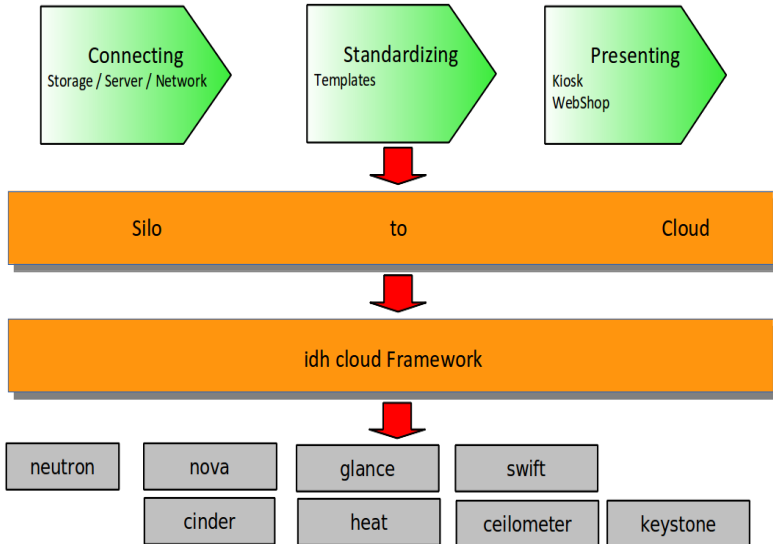 Connecting
Storage / Server / Network
Standardizing
Templates
Presenting
Kiosk
WebShop
Silo to Cloud
idh cloud Framework
neutron nova glance swift
cinder heat ceilometer keystone